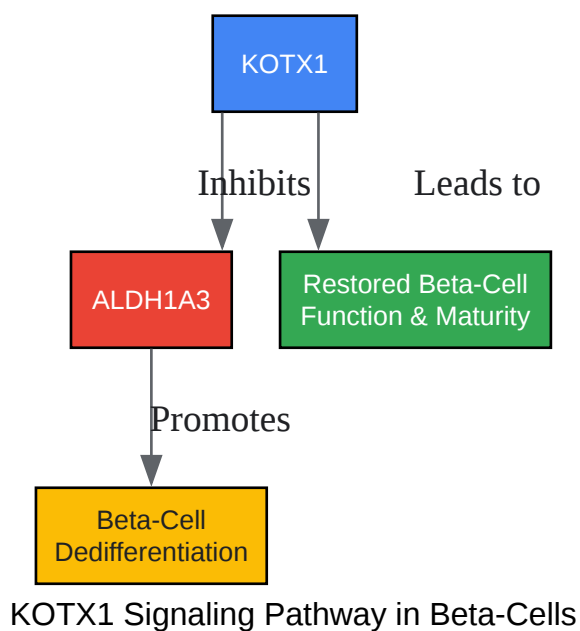 KOTX1
Inhibits
Leads to
ALDH1A3
Restored Beta-Cell
Function & Maturity
Promotes
Beta-Cell
Dedifferentiation
KOTX1 Signaling Pathway in Beta-Cells